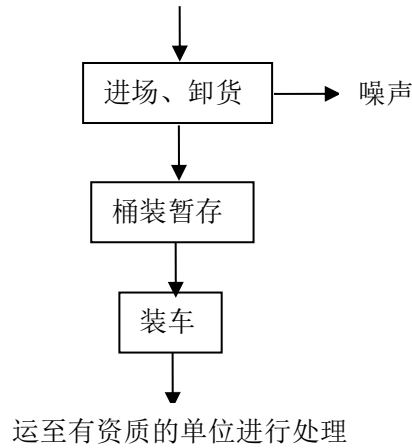 进场、卸货
噪声
桶装暂存
装车
运至有资质的单位进行处理